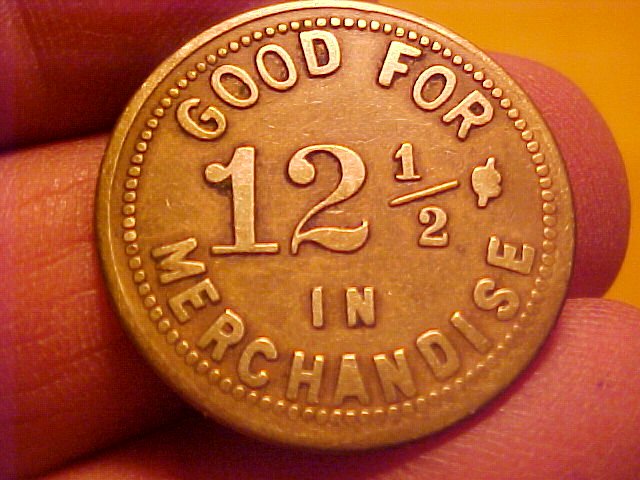 GOOD FOR
12 1/2
IN
MERCHANDISE